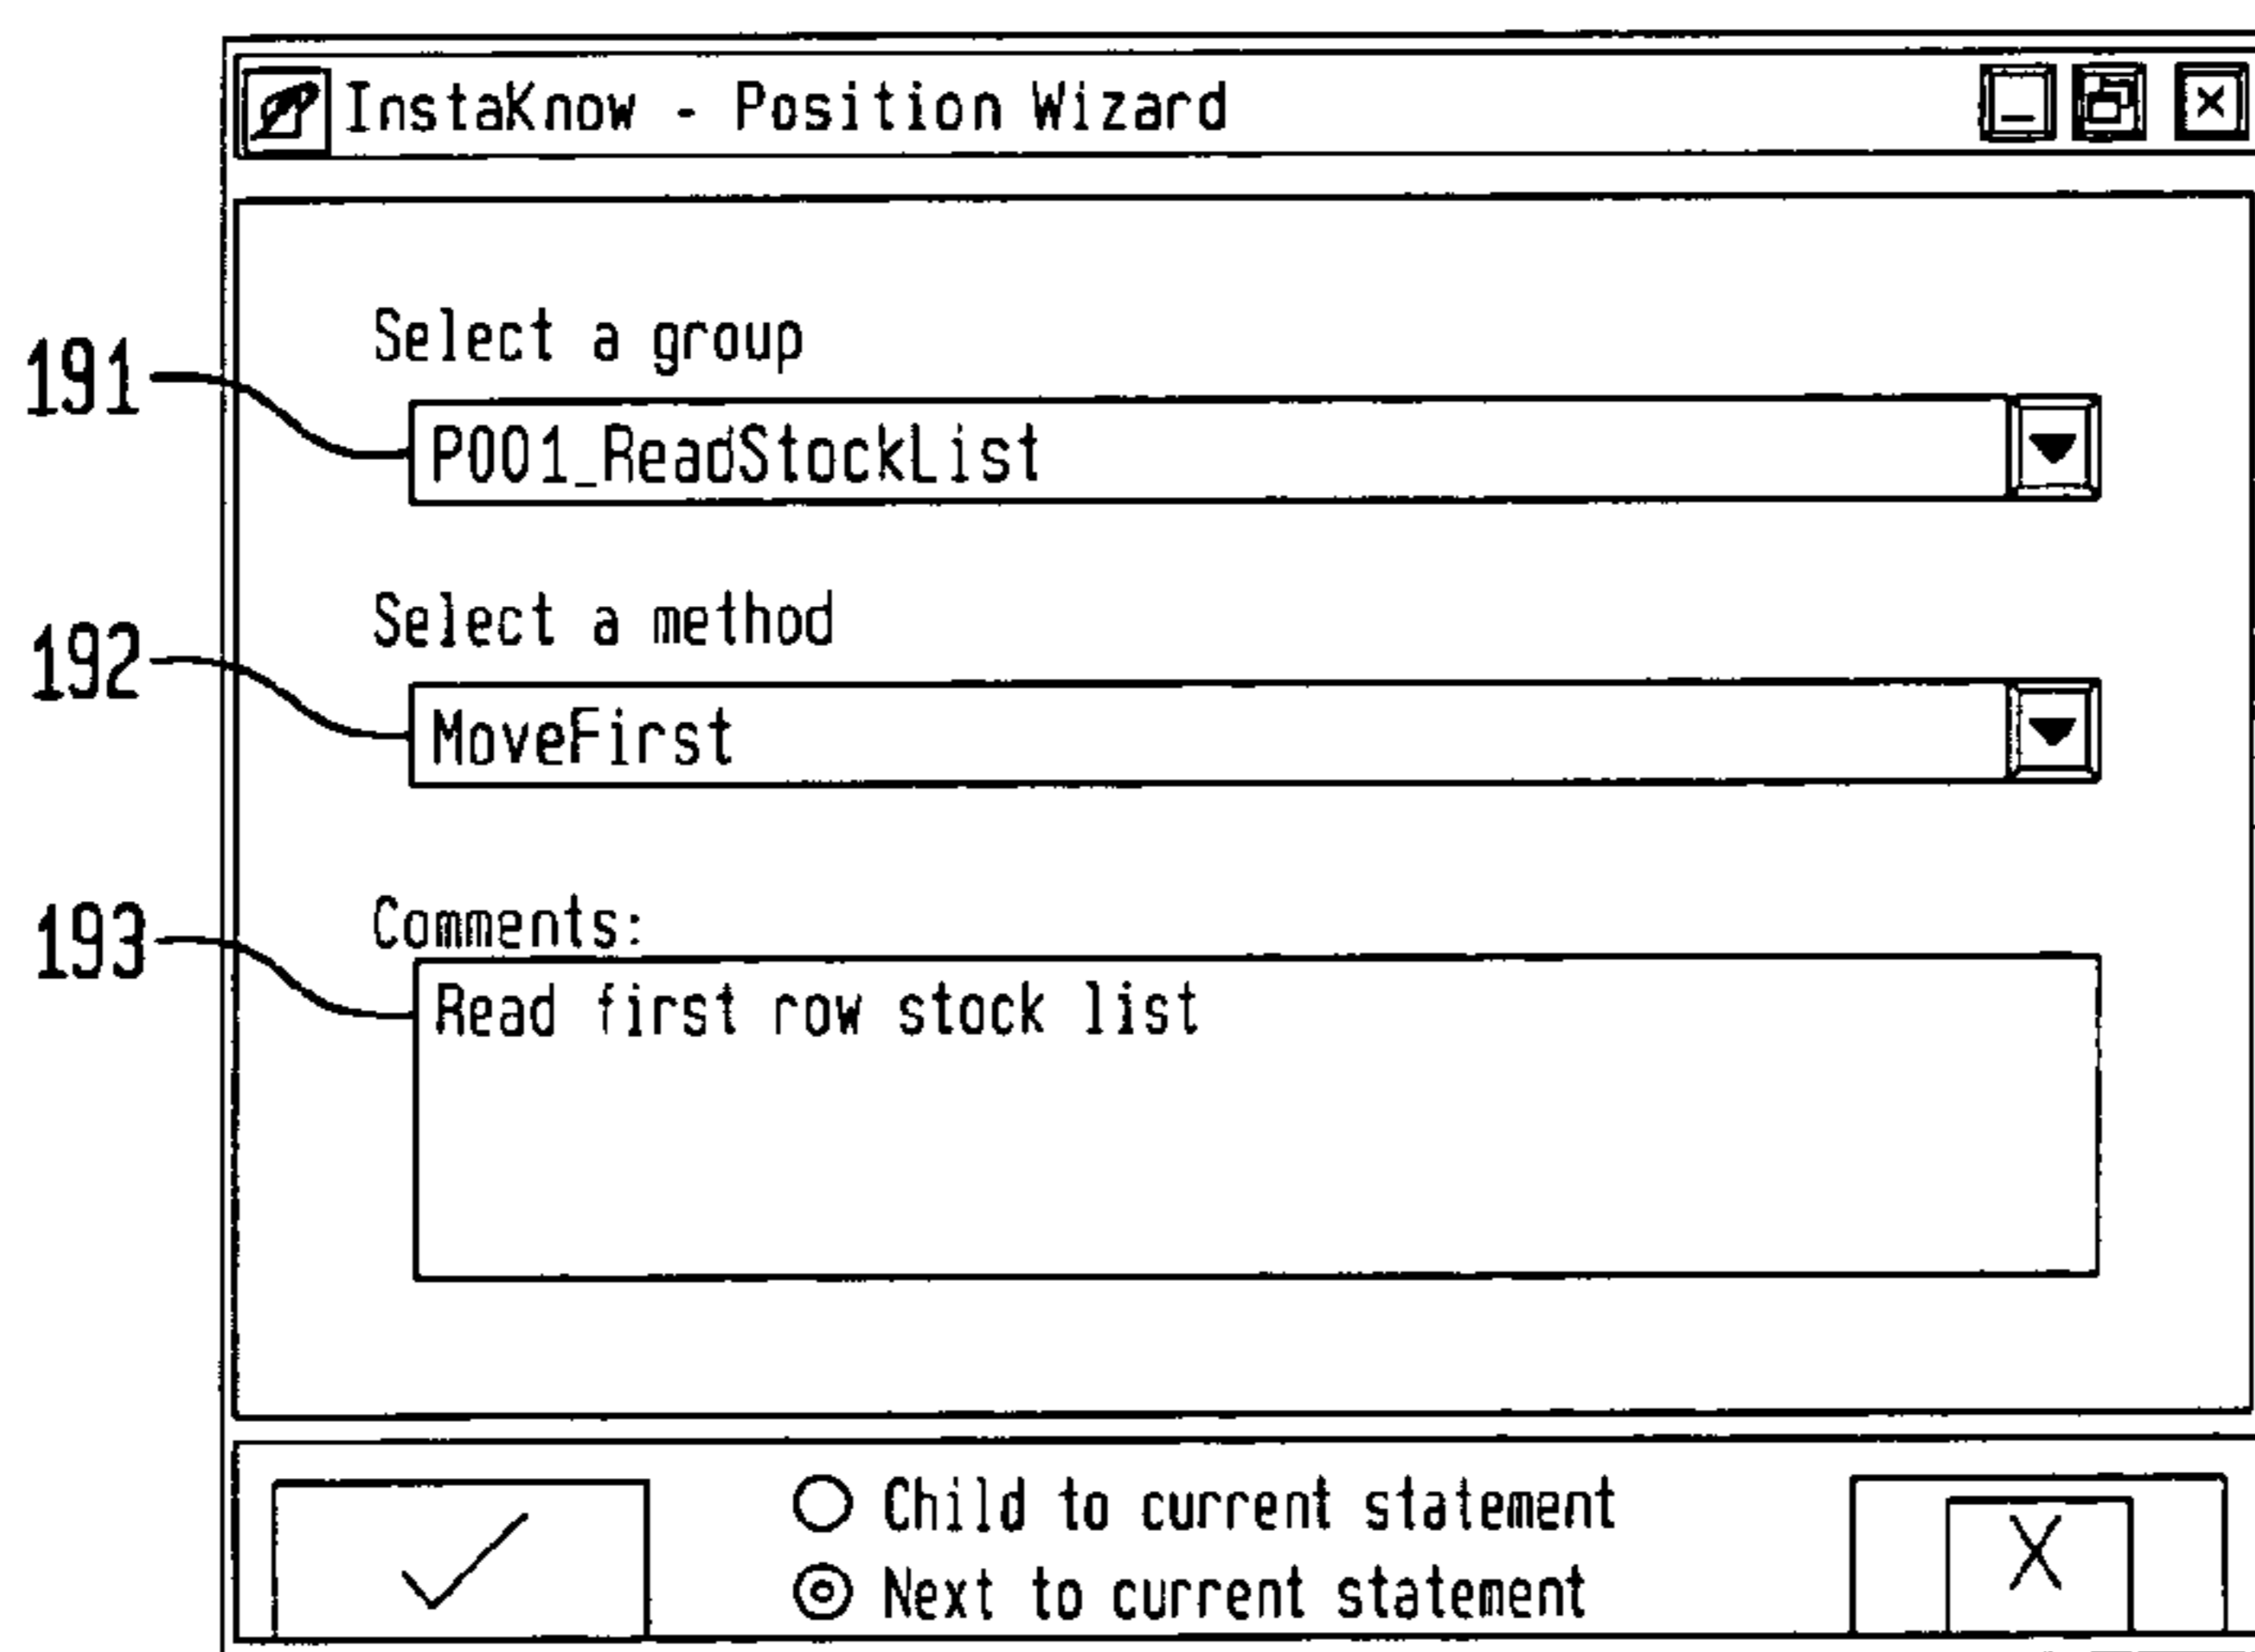 InstaKnow - Position Wizard
Select a group
191
P001_ReadStockList
Select a method
192
MoveFirst
Comments:
193
Read first row stock list
Child to current statement
Next to current statement
X